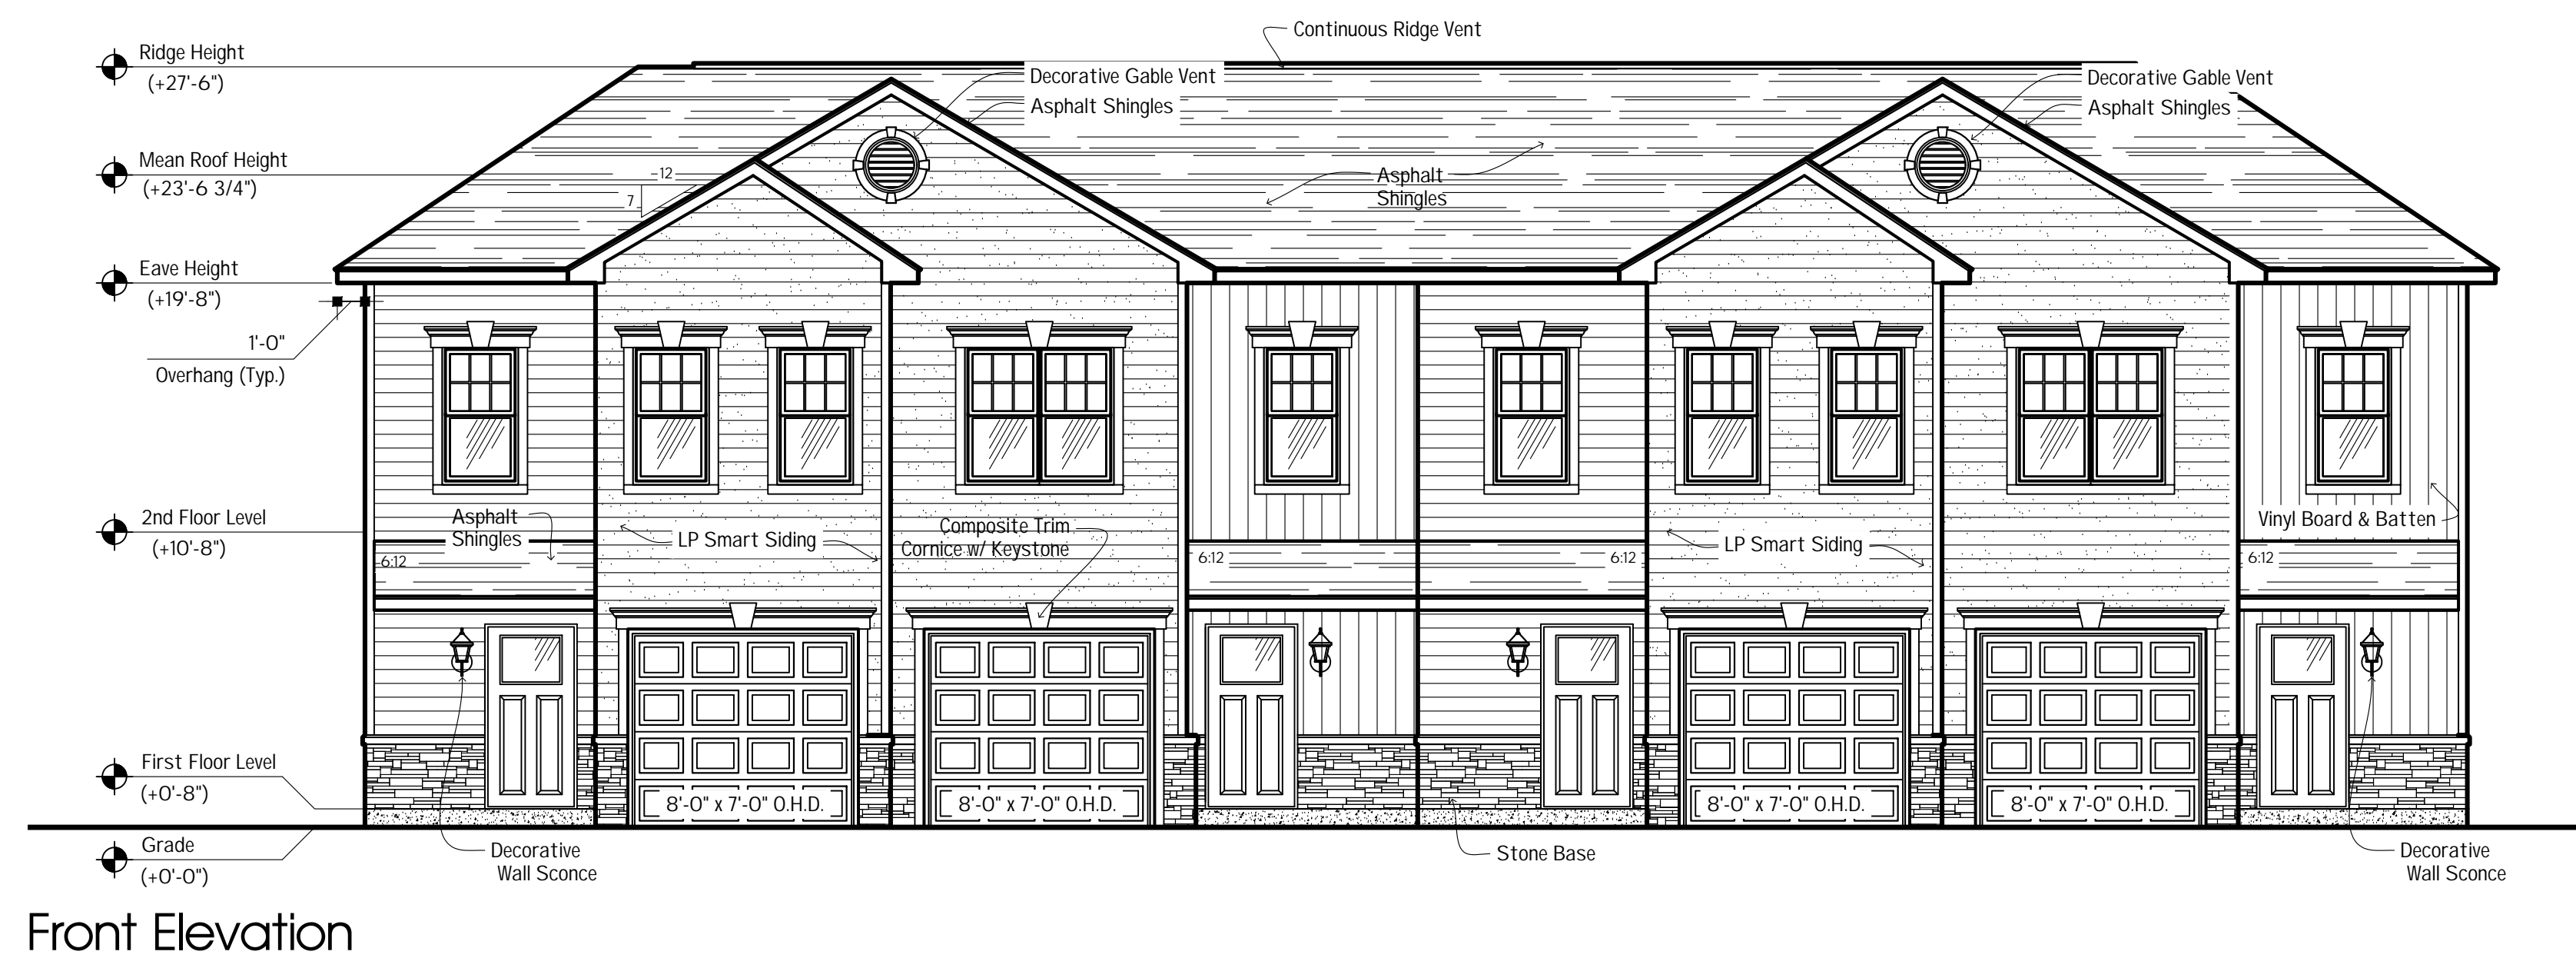 Continuous Ridge Vent
Ridge Height
(+27'-6")
Decorative Gable Vent
Asphalt Shingles
Decorative Gable Vent
Asphalt Shingles
Mean Roof Height
(+23'-6 3/4")
12
7
Asphalt
Shingles
Eave Height
(+19'-8")
1'-0"
Overhang (Typ.)
2nd Floor Level
(+10'-8")
Asphalt
Shingles
LP Smart Siding
Composite Trim
Cornice w/ Keystone
LP Smart Siding
Vinyl Board & Batten
6:12
6:12
6:12
6:12
First Floor Level
(+0'-8")
8'-0" x 7'-0" O.H.D.
8'-0" x 7'-0" O.H.D.
8'-0" x 7'-0" O.H.D.
8'-0" x 7'-0" O.H.D.
Grade
(+0'-0")
Decorative
Wall Sconce
Stone Base
Decorative
Wall Sconce
Front Elevation